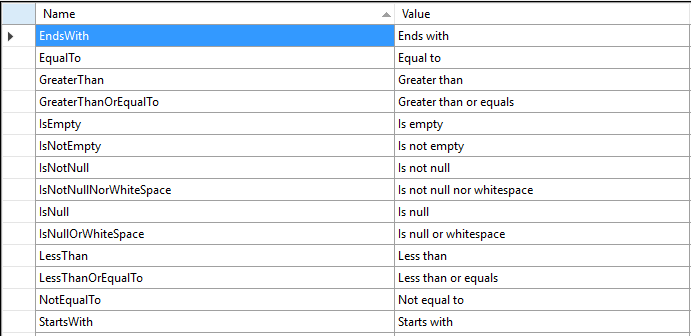 Name Value
EndsWith Ends with
EqualTo Equal to
GreaterThan Greater than
GreaterThanOrEqualTo Greater than or equals
IsEmpty Is empty
IsNotEmpty Is not empty
IsNotNull Is not null
IsNotNullNorWhiteSpace Is not null nor whitespace
IsNull Is null
IsNullOrWhiteSpace Is null or whitespace
LessThan Less than
LessThanOrEqualTo Less than or equals
NotEqualTo Not equal to
StartsWith Starts with